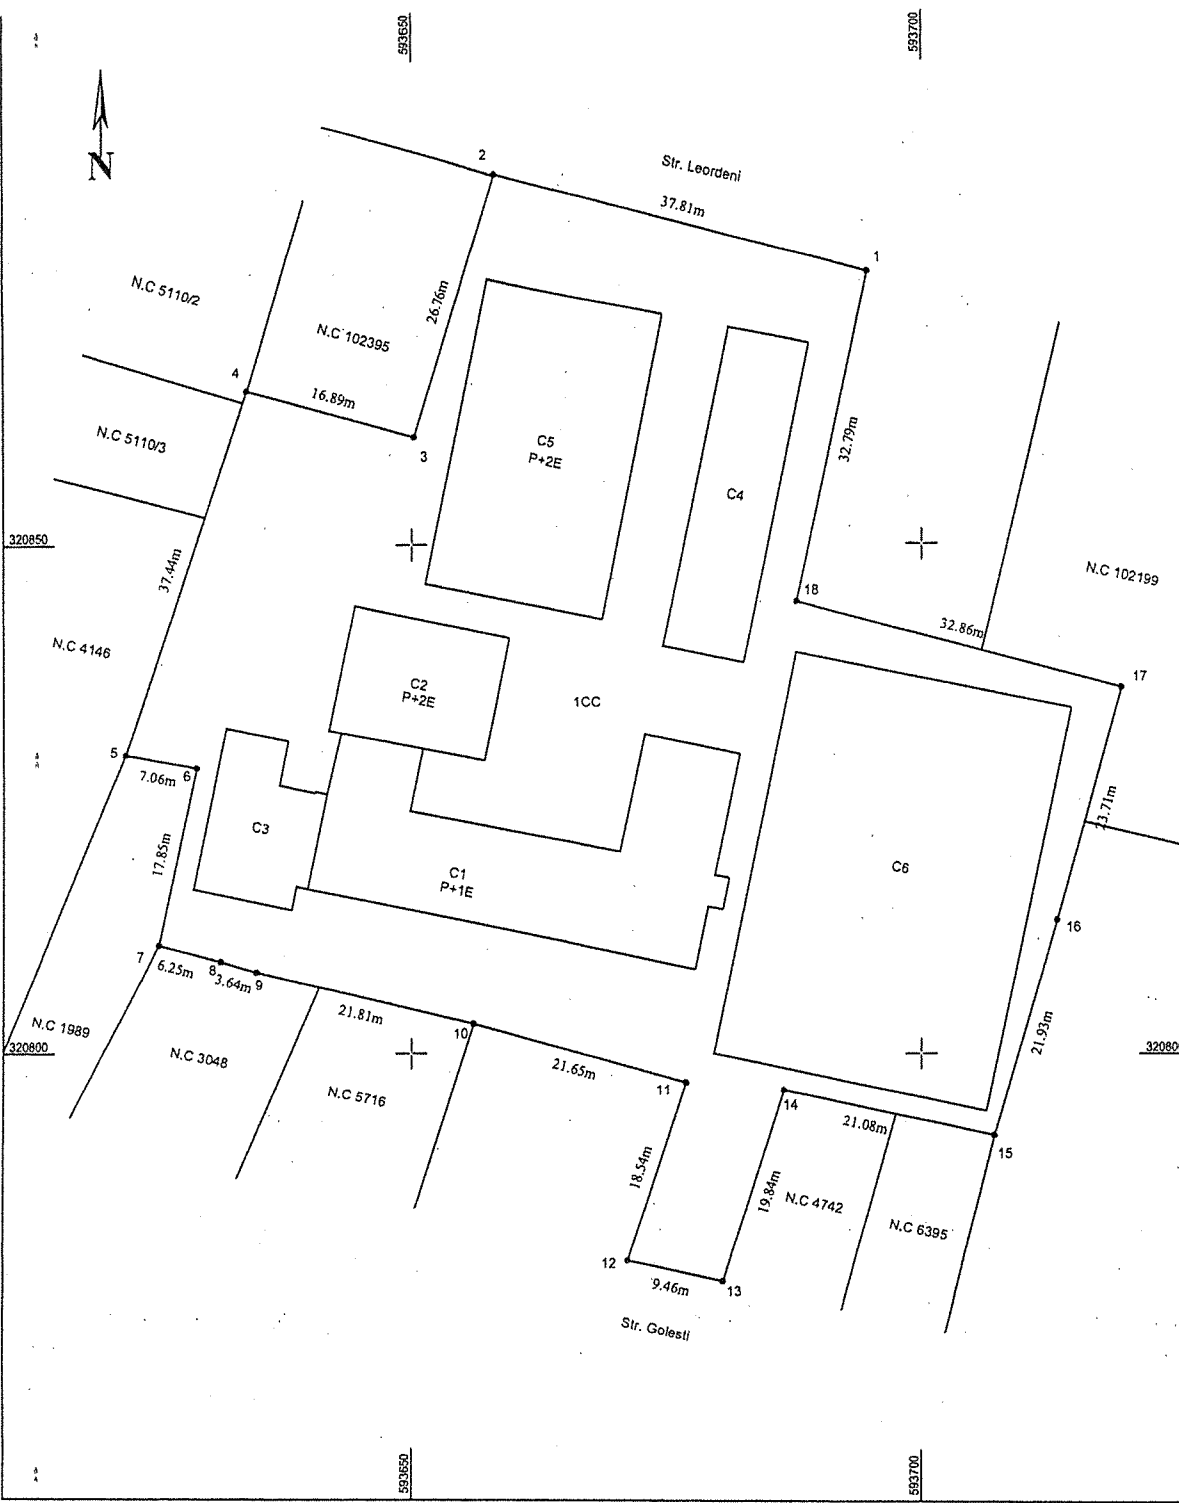 593650
593700
N
2
Str. Leordeni
37.81m
1
N.C 5110/2
26.76m
N.C 102395
4
16.89m
3
N.C 5110/3
C5
P+2E
C4
32.79m
320850
37.44m
18
N.C 102199
32.86m
N.C 4146
17
C2
P+2E
1CC
5
7.06m
6
23.71m
C3
17.85m
C1
P+1E
C6
16
7
6.25m
8
3.64m
9
21.81m
10
N.C 1989
21.93m
320800
N.C 3048
21.65m
32080
N.C 5716
11
14
21.08m
15
18.54m
19.84m
N.C 4742
N.C 6395
12
9.46m
13
Str. Golesti
593650
593700